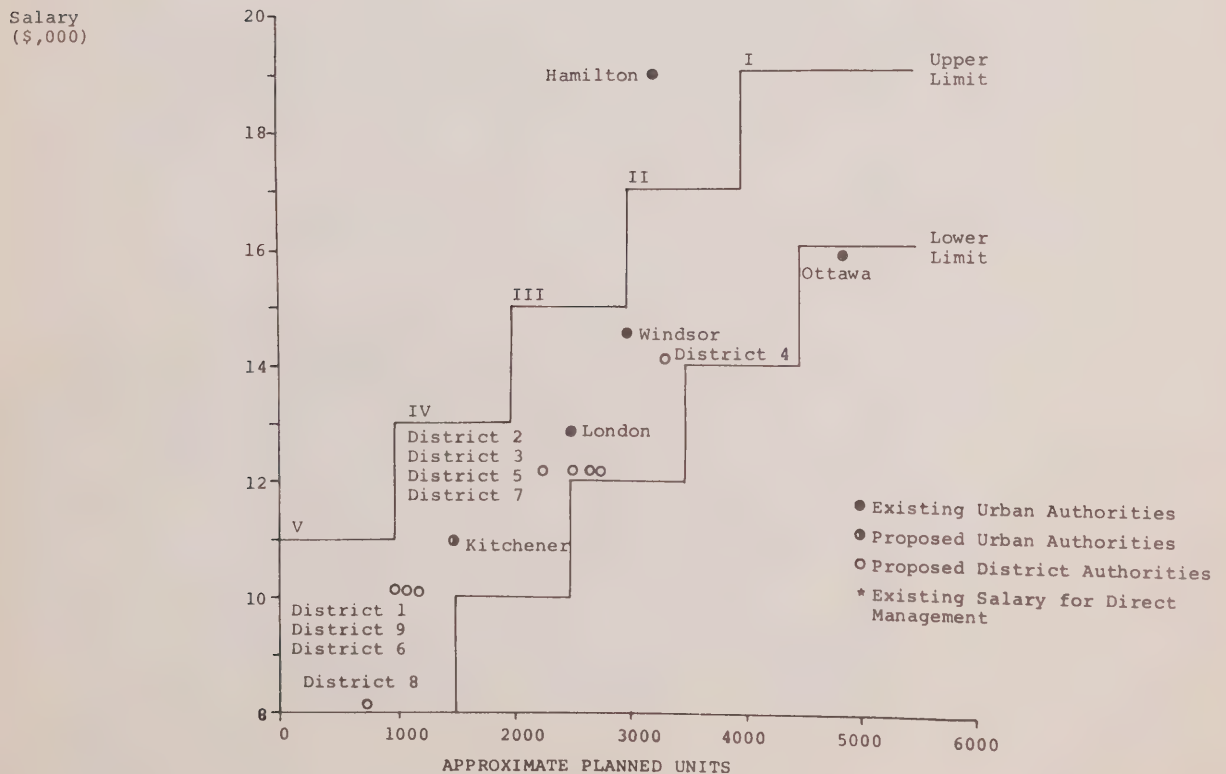 Salary
($,000)
20
18
16
14
12
10
8
Hamilton
I
Upper
Limit
II
Lower
Limit
Ottawa
III
Windsor
District 4
IV
District 2
District 3
District 5
District 7
London
V
Kitchener
District 1
District 9
District 6
District 8
Existing Urban Authorities
Proposed Urban Authorities
Proposed District Authorities
* Existing Salary for Direct
Management
0 1000 2000 3000 4000 5000 6000
APPROXIMATE PLANNED UNITS